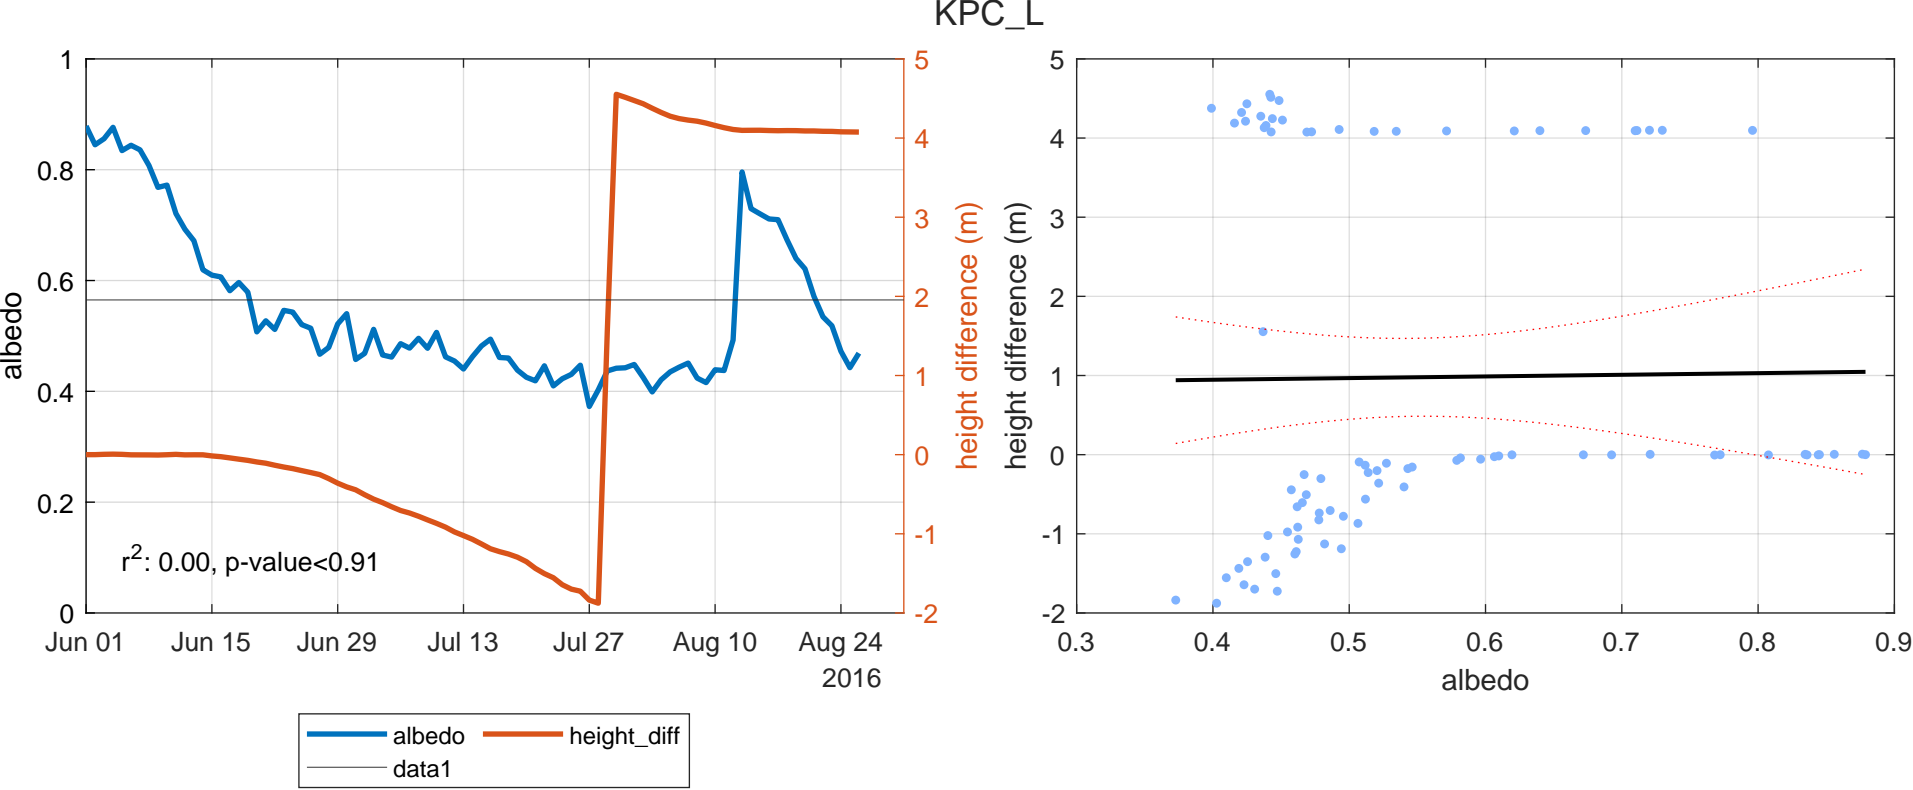 KPC_L
1
0.8
0.6
0.4
0.2
0
albedo
5
4
3
2
1
0
-1
-2
height difference (m)
Jun 01 Jun 15 Jun 29 Jul 13 Jul 27 Aug 10 Aug 24
2016
r2: 0.00, p-value<0.91
albedo height_diff
data1
5
4
3
2
1
0
-1
-2
height difference (m)
0.3 0.4 0.5 0.6 0.7 0.8 0.9
albedo